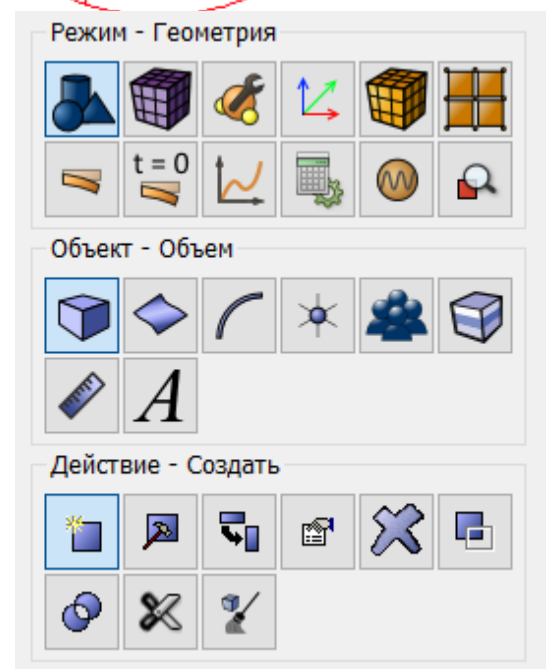 Режим - Геометрия
t = 0
Объект - Объем
A
Действие - Создать